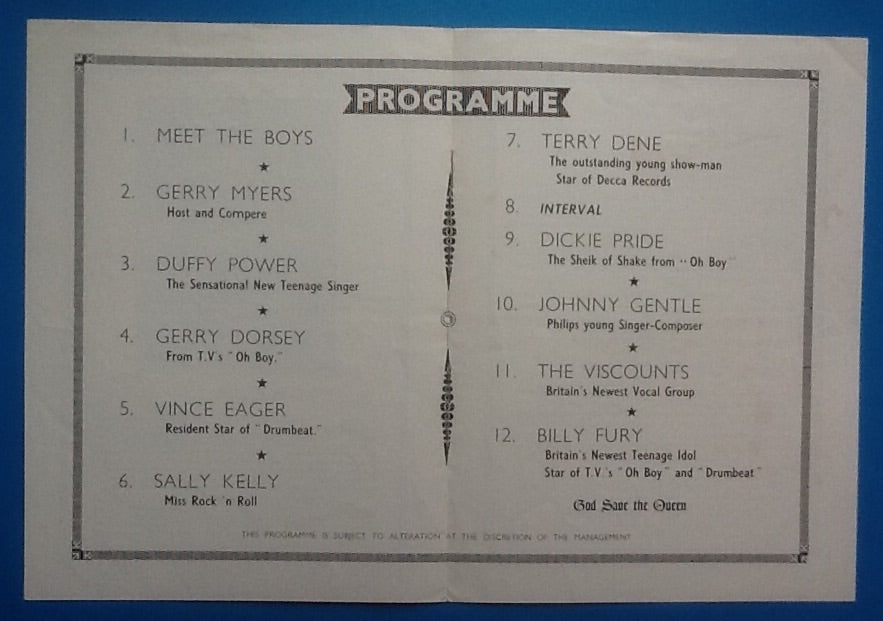 PROGRAMME
1. MEET THE BOYS
2. GERRY MYERS
Host and Compere
3. DUFFY POWER
The Sensational New Teenage Singer
4. GERRY DORSEY
From T.V's "Oh Boy."
5. VINCE EAGER
Resident Star of "Drumbeat."
6. SALLY KELLY
Miss Rock 'n Roll
7. TERRY DENE
The outstanding young show-man
Star of Decca Records
8. INTERVAL
9. DICKIE PRIDE
The Sheik of Shake from "Oh Boy"
10. JOHNNY GENTLE
Philips young Singer-Composer
11. THE VISCOUNTS
Britain's Newest Vocal Group
12. BILLY FURY
Britain's Newest Teenage Idol
Star of T.V.'s "Oh Boy" and "Drumbeat"
God Save the Queen
THIS PROGRAMME IS SUBJECT TO ALTERATION AT THE DISCRETION OF THE MANAGEMENT